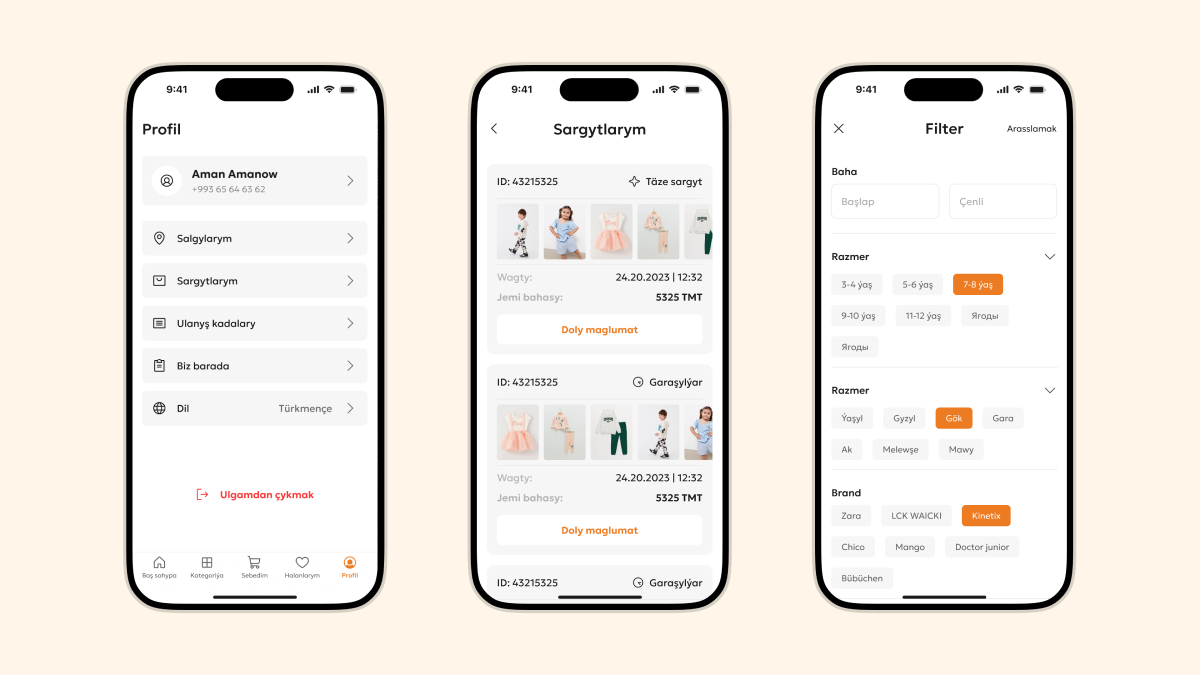 9:41
Profil
Aman Amanow
+993 65 64 63 62
Salgylarym
Sargytlarym
Ulanyş kadalary
Biz barada
Dil Türkmençe
Ulgamdan çykmak
Boş sahypa Kategoriýa Sebedim Halanlarym Profil
9:41
Sargytlarym
ID: 43215325 Täze sargyt
Wagty: 24.20.2023 | 12:32
Jemi bahasy: 5325 TMT
Doly maglumat
ID: 43215325 Garaşylýar
Wagty: 24.20.2023 | 12:32
Jemi bahasy: 5325 TMT
Doly maglumat
ID: 43215325 Garaşylýar
9:41
Filter Arasslamak
Baha
Başlap Çenli
Razmer
3-4 ýaş 5-6 ýaş 7-8 ýaş
9-10 ýaş 11-12 ýaş Ягоды
Ягоды
Razmer
Ýaşyl Gyzyl Gök Gara
Ak Melewşe Mawy
Brand
Zara LCK WAICKI Kinetix
Chico Mango Doctor junior
Bübüchen